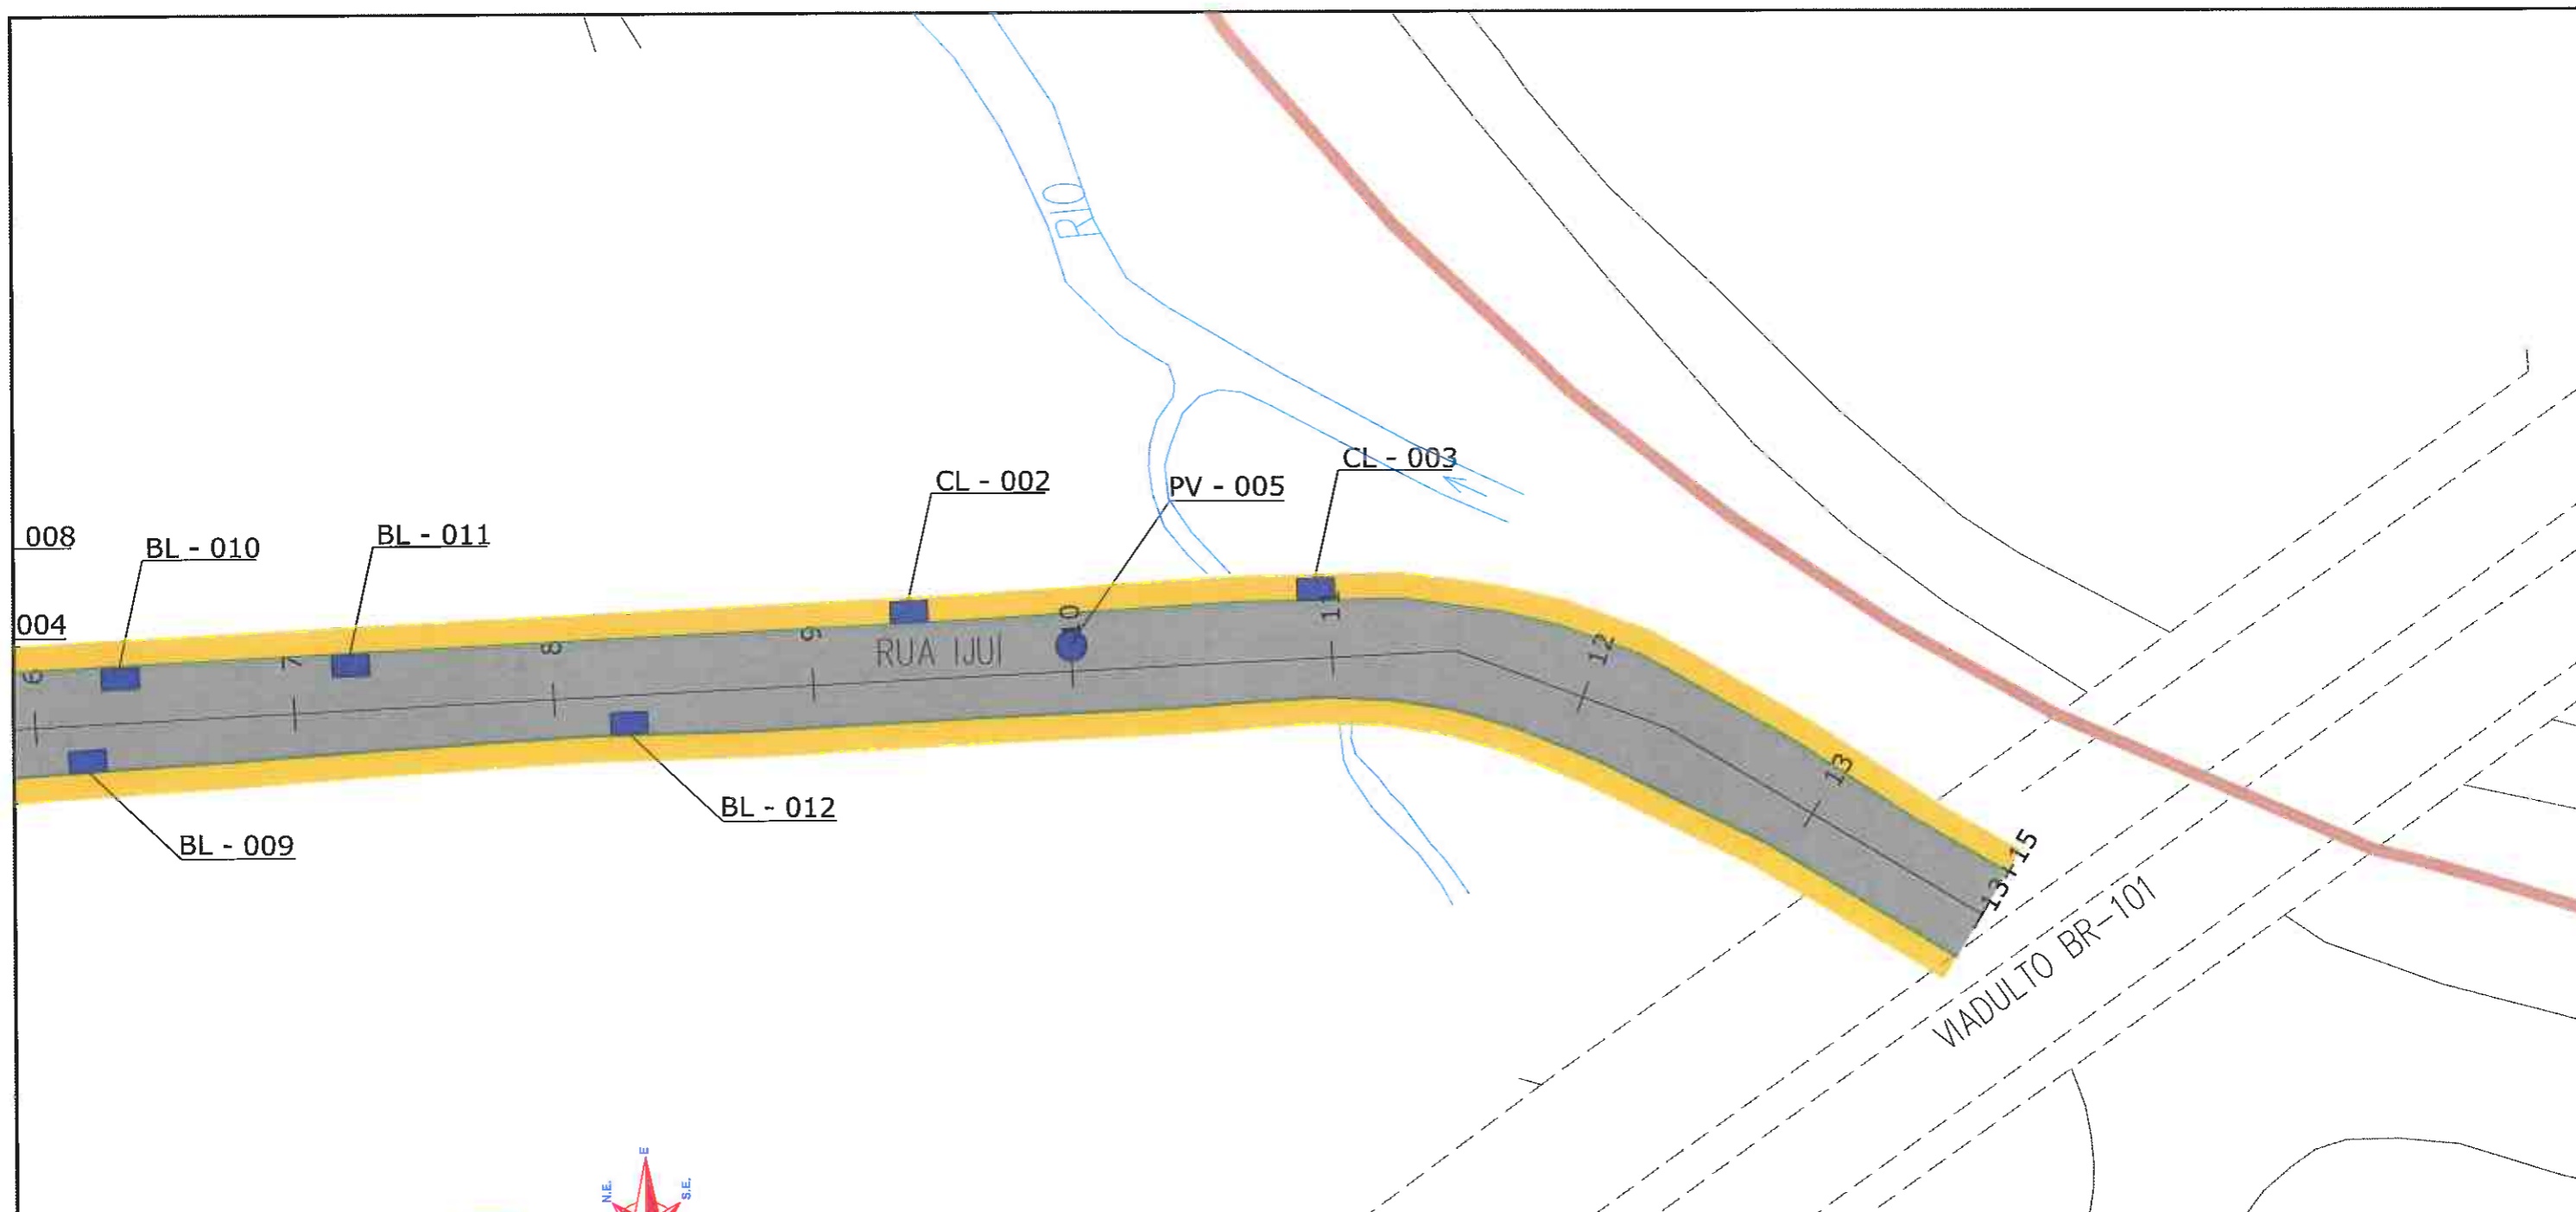 RIO
CL - 003
CL - 002
PV - 005
008
BL - 010
BL - 011
004
6
7
8
9
RUA IJUÍ
10
11
12
13
13+15
BL - 009
BL - 012
VIADULTO BR-101
E
N.E.
S.E.